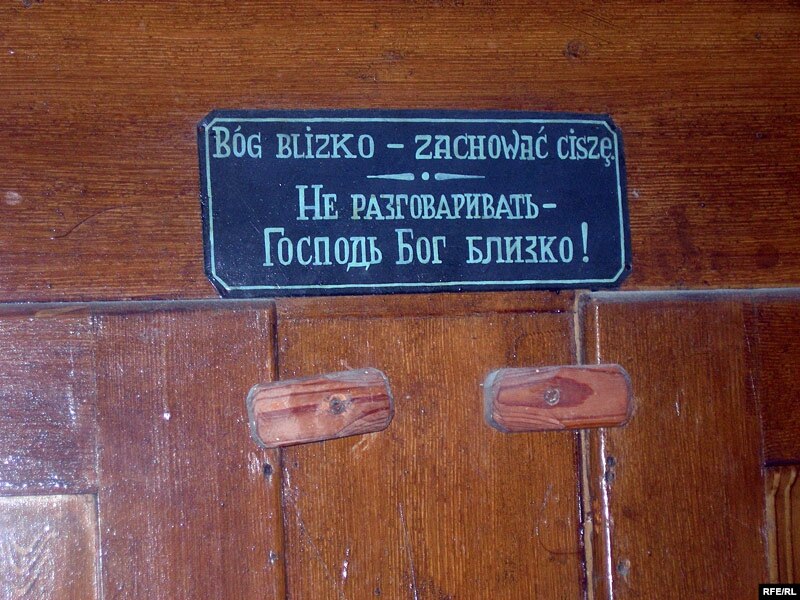 Bóg blizko – zachować ciszę.
Не разговаривать –
Господь Бог близко!
RFE/RL